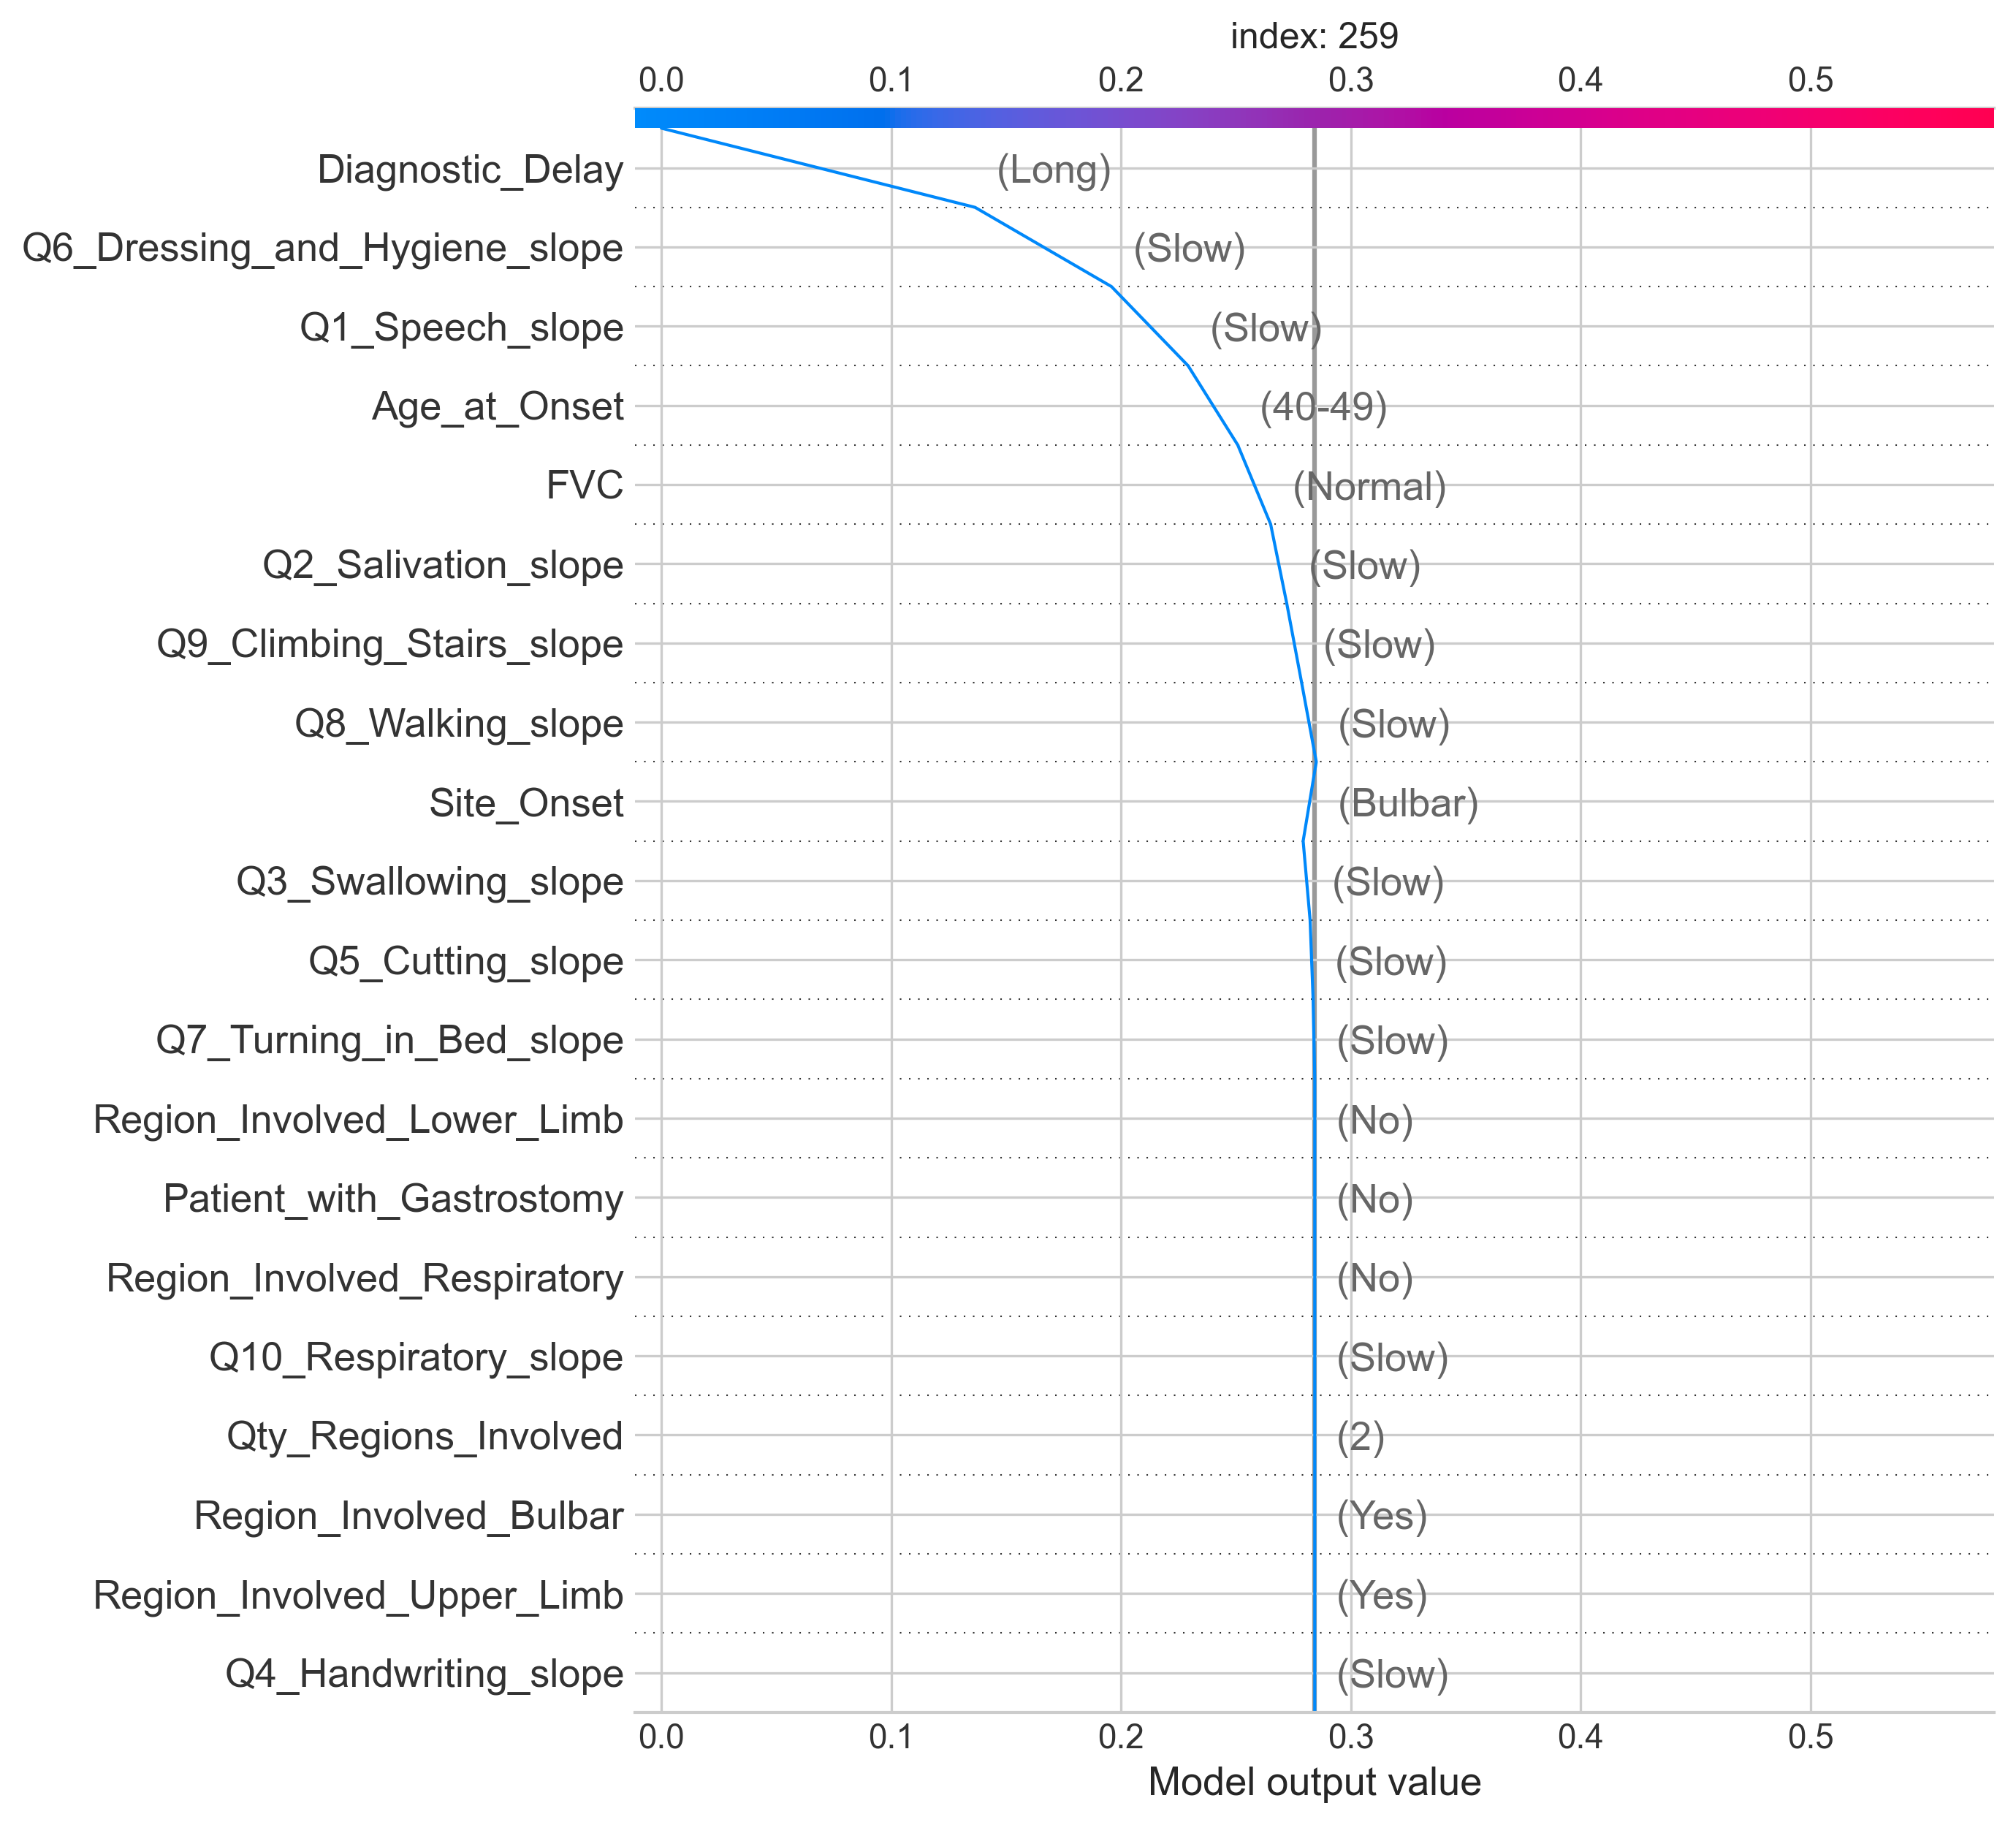 index: 259
0.0 0.1 0.2 0.3 0.4 0.5
Diagnostic_Delay (Long)
Q6_Dressing_and_Hygiene_slope (Slow)
Q1_Speech_slope (Slow)
Age_at_Onset (40-49)
FVC (Normal)
Q2_Salivation_slope (Slow)
Q9_Climbing_Stairs_slope (Slow)
Q8_Walking_slope (Slow)
Site_Onset (Bulbar)
Q3_Swallowing_slope (Slow)
Q5_Cutting_slope (Slow)
Q7_Turning_in_Bed_slope (Slow)
Region_Involved_Lower_Limb (No)
Patient_with_Gastrostomy (No)
Region_Involved_Respiratory (No)
Q10_Respiratory_slope (Slow)
Qty_Regions_Involved (2)
Region_Involved_Bulbar (Yes)
Region_Involved_Upper_Limb (Yes)
Q4_Handwriting_slope (Slow)
0.0 0.1 0.2 0.3 0.4 0.5
Model output value